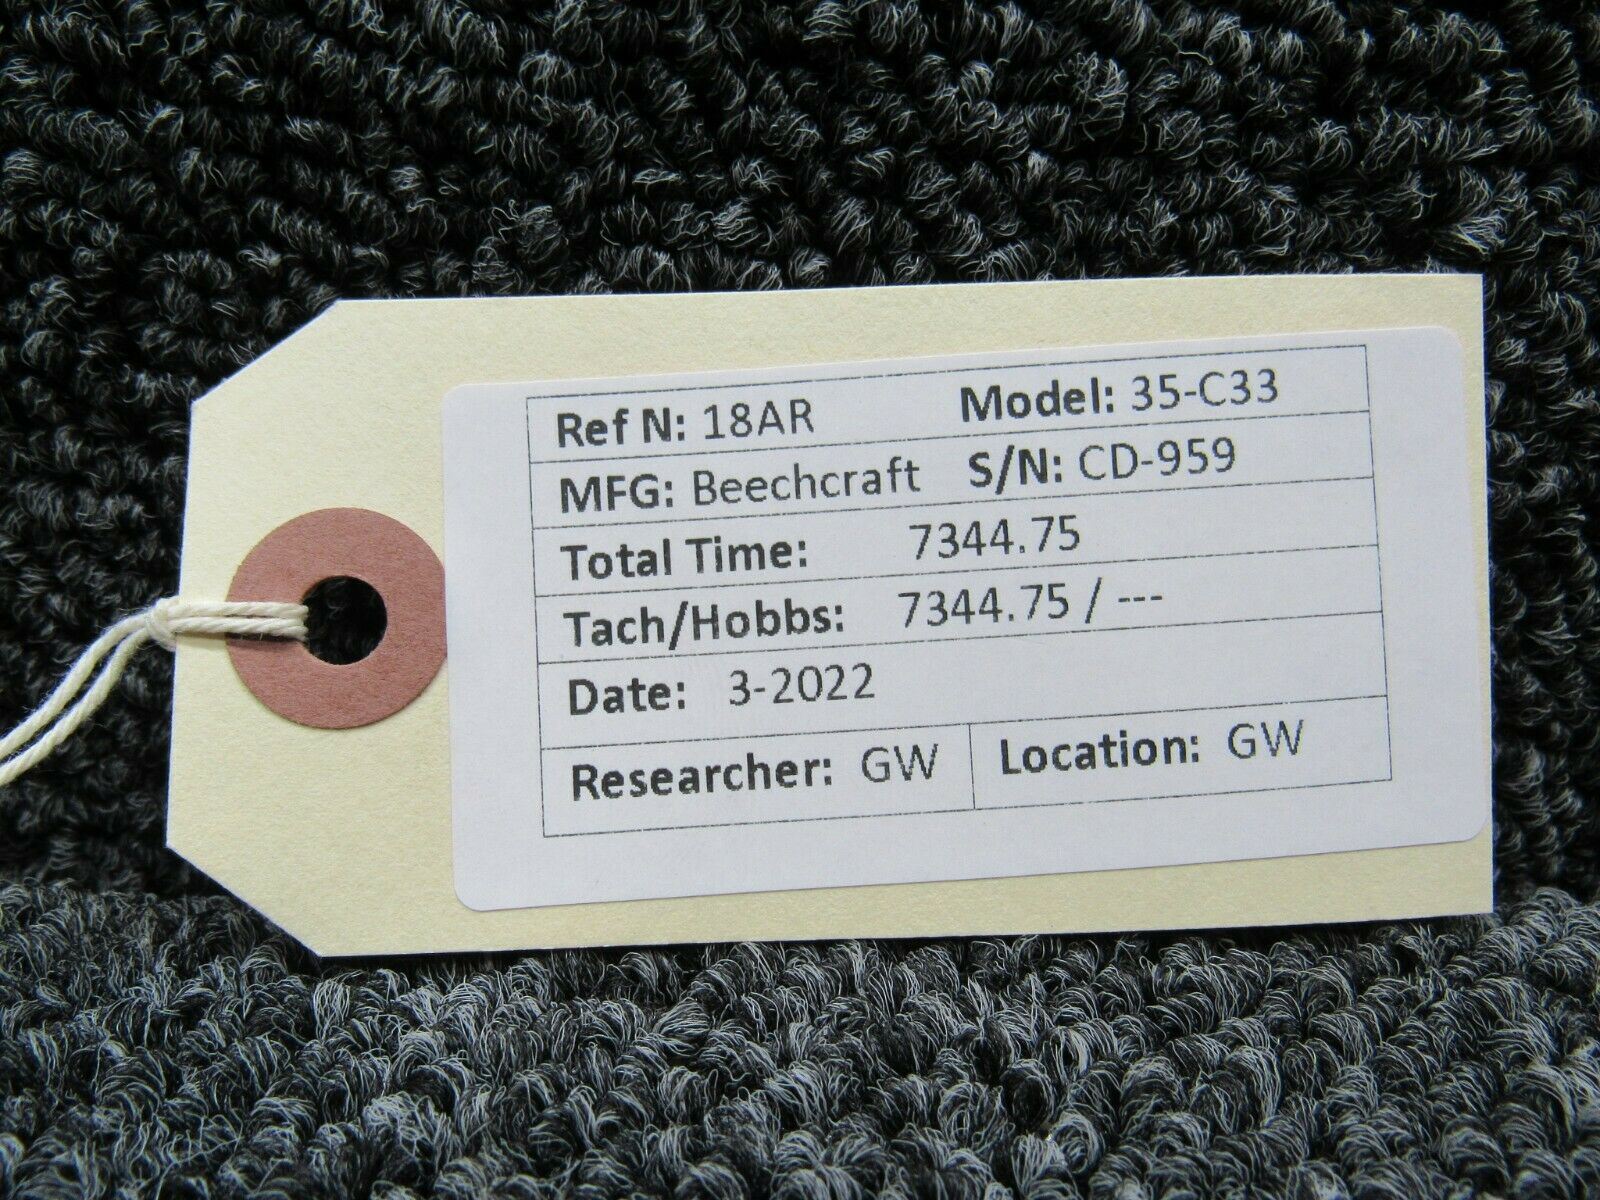 Ref N: 18AR Model: 35-C33
MFG: Beechcraft S/N: CD-959
Total Time: 7344.75
Tach/Hobbs: 7344.75 / ---
Date: 3-2022
Researcher: GW Location: GW